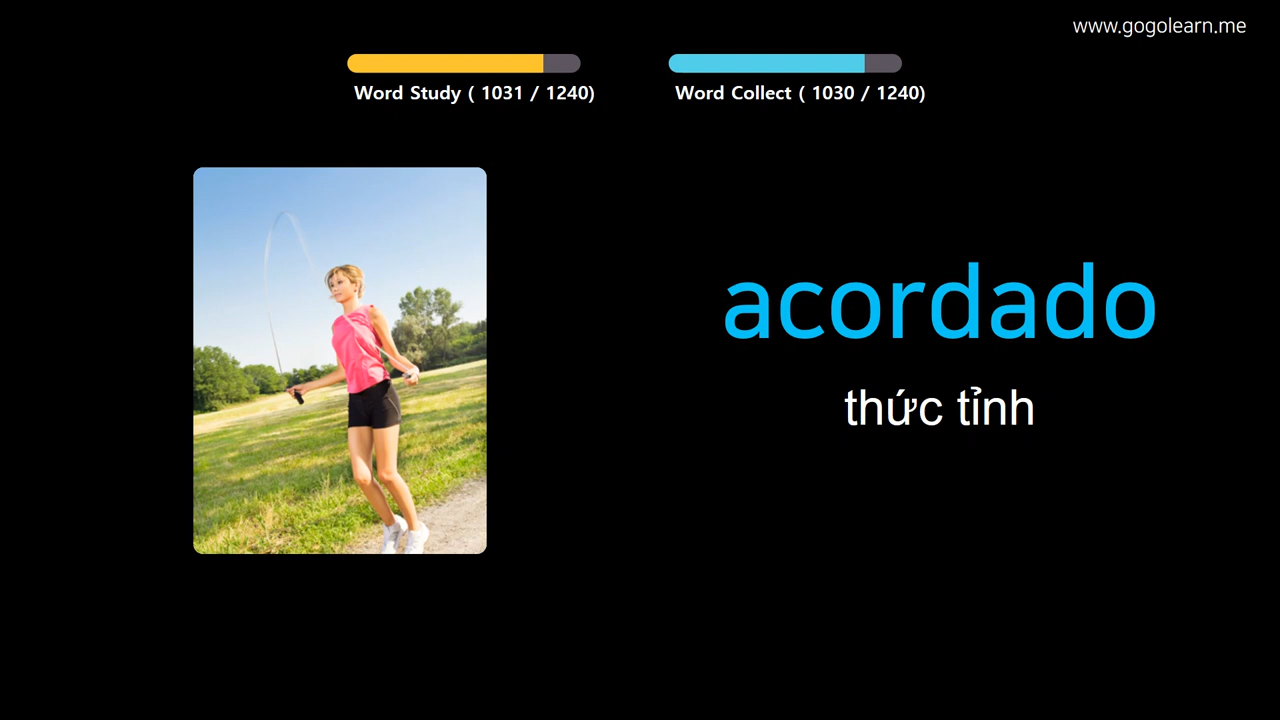 www.gogolearn.me
Word Study ( 1031 / 1240)
Word Collect ( 1030 / 1240)
acordado
thức tỉnh